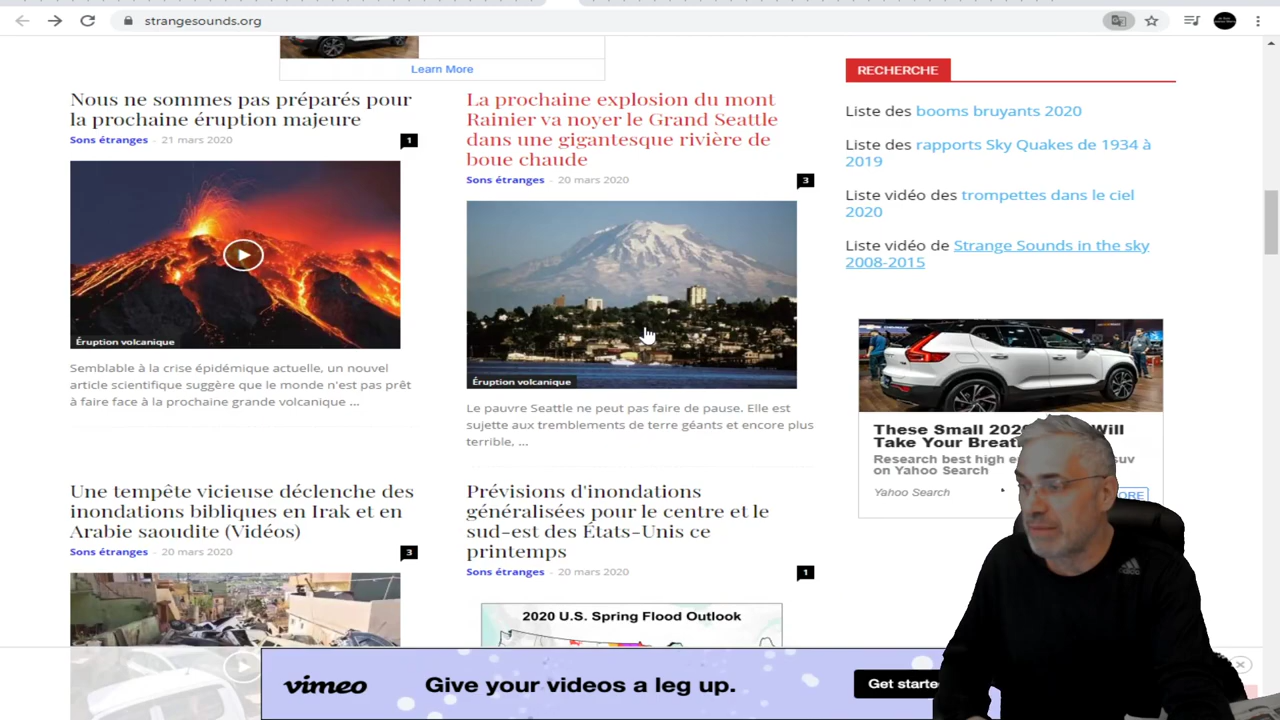 strangesounds.org
Learn More
Nous ne sommes pas préparés pour
la prochaine éruption majeure
Sons étranges - 21 mars 2020
1
Éruption volcanique
Semblable à la crise épidémique actuelle, un nouvel
article scientifique suggère que le monde n'est pas prêt
à faire face à la prochaine grande volcanique ...
La prochaine explosion du mont
Rainier va noyer le Grand Seattle
dans une gigantesque rivière de
boue chaude
Sons étranges - 20 mars 2020
3
Éruption volcanique
Le pauvre Seattle ne peut pas faire de pause. Elle est
sujette aux tremblements de terre géants et encore plus
terrible, ...
Une tempête vicieuse déclenche des
inondations bibliques en Irak et en
Arabie saoudite (Vidéos)
Sons étranges - 20 mars 2020
3
Prévisions d'inondations
généralisées pour le centre et le
sud-est des États-Unis ce
printemps
Sons étranges - 20 mars 2020
1
2020 U.S. Spring Flood Outlook
RECHERCHE
Liste des booms bruyants 2020
Liste des rapports Sky Quakes de 1934 à
2019
Liste vidéo des trompettes dans le ciel
2020
Liste vidéo de Strange Sounds in the sky
2008-2015
These Small Will
Take Your
Research best high suv
on Yahoo Search
Yahoo Search
vimeo
Give your videos a leg up.
Get
adidas